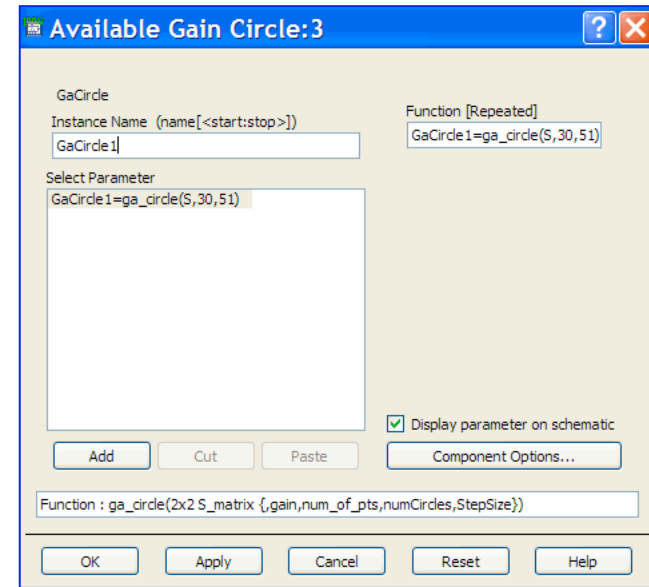 Available Gain Circle:3
GaCircle
Instance Name (name[<start:stop>])
GaCircle1
Function [Repeated]
GaCircle1=ga_circle(S,30,51)
Select Parameter
GaCircle1=ga_circle(S,30,51)
Display parameter on schematic
Add
Cut
Paste
Component Options...
Function : ga_circle(2x2 S_matrix {,gain,num_of_pts,numCircles,StepSize})
OK
Apply
Cancel
Reset
Help